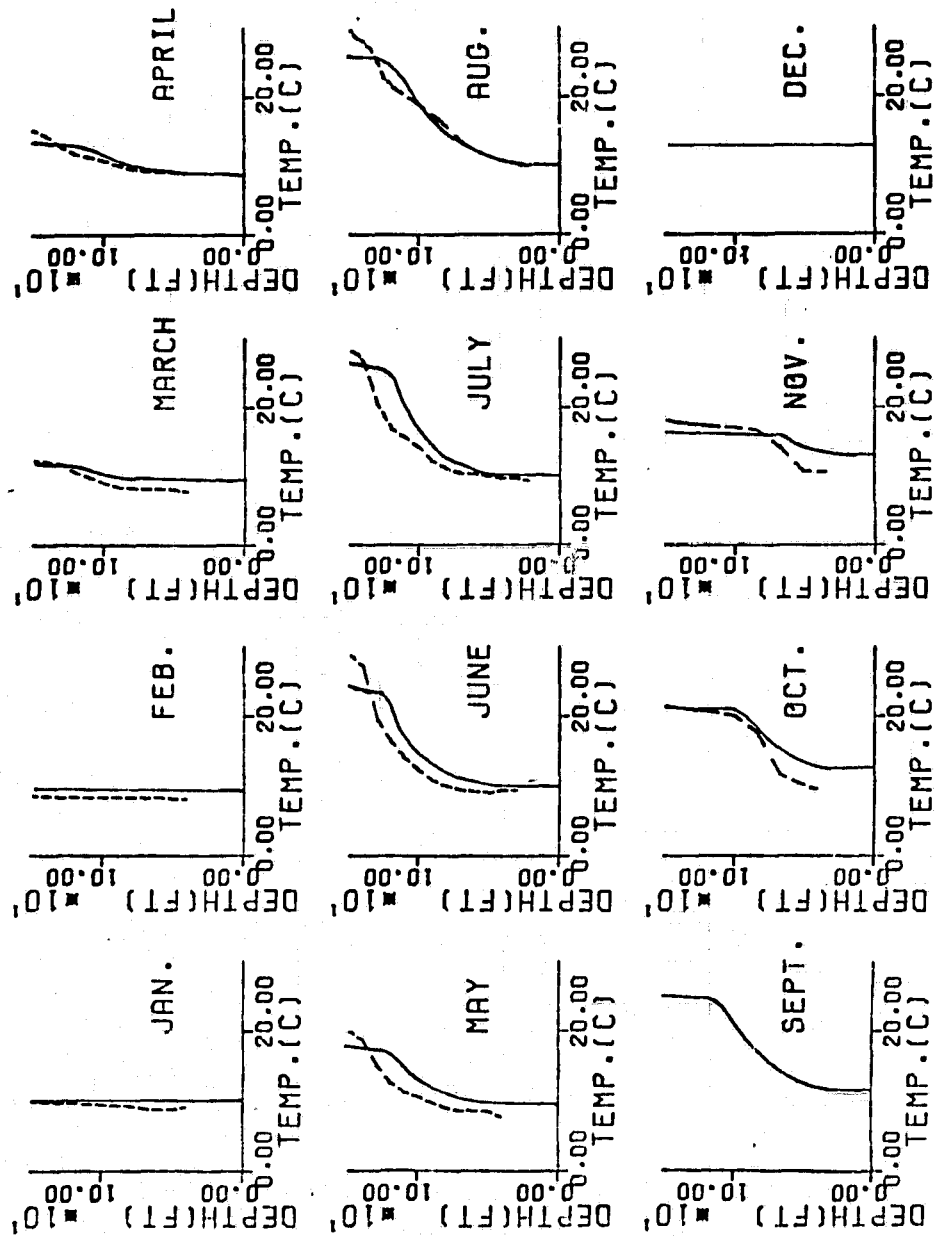 JAN.
DEPTH(FT) *10¹
0.00 10.00
0.00 20.00
TEMP.(C)
FEB.
DEPTH(FT) *10¹
0.00 10.00
0.00 20.00
TEMP.(C)
MARCH
DEPTH(FT) *10¹
0.00 10.00
0.00 20.00
TEMP.(C)
APRIL
DEPTH(FT) *10¹
0.00 10.00
0.00 20.00
TEMP.(C)
MAY
DEPTH(FT) *10¹
0.00 10.00
0.00 20.00
TEMP.(C)
JUNE
DEPTH(FT) *10¹
0.00 10.00
0.00 20.00
TEMP.(C)
JULY
DEPTH(FT) *10¹
0.00 10.00
0.00 20.00
TEMP.(C)
AUG.
DEPTH(FT) *10¹
0.00 10.00
0.00 20.00
TEMP.(C)
SEPT.
DEPTH(FT) *10¹
0.00 10.00
0.00 20.00
TEMP.(C)
OCT.
DEPTH(FT) *10¹
0.00 10.00
0.00 20.00
TEMP.(C)
NOV.
DEPTH(FT) *10¹
0.00 10.00
0.00 20.00
TEMP.(C)
DEC.
DEPTH(FT) *10¹
0.00 10.00
0.00 20.00
TEMP.(C)